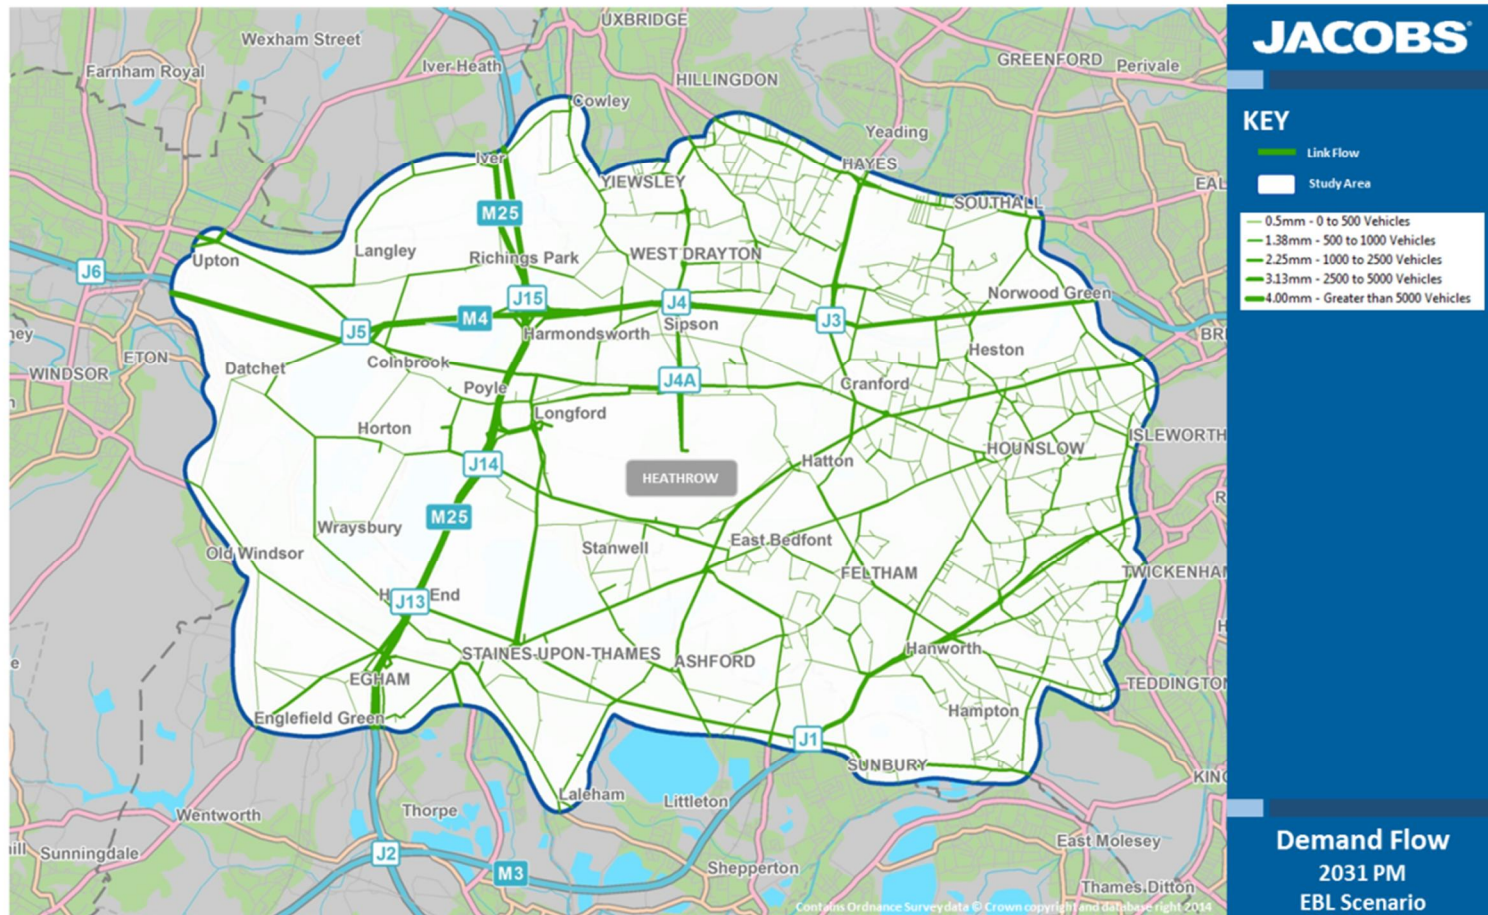 UXBRIDGE
Wexham Street
Iver Heath
Farnham Royal
HILLINGDON
GREENFORD
Perivale
Cowley
Yeading
Iver
HAYES
YIEWSLEY
EAL
SOUTHALL
M25
Langley
Richings Park
WEST DRAYTON
Upton
J6
J15
J4
Norwood Green
M4
J3
J5
Sipson
Harmondsworth
ney
BRE
Heston
ETON
Colnbrook
Datchet
WINDSOR
J4A
Poyle
Cranford
Longford
Horton
ISLEWORTH
HOUNSLOW
J14
Hatton
HEATHROW
R
M25
Wraysbury
Old Windsor
Stanwell
East Bedfont
FELTHAM
TWICKENHAM
J13
End
H
STAINES-UPON-THAMES
ASHFORD
Hanworth
EGHAM
TEDDINGTON
Englefield Green
Hampton
J1
SUNBURY
KING
Laleham
Littleton
Wentworth
Thorpe
East Molesey
ill
Sunningdale
J2
M3
Shepperton
Thames Ditton
Contains Ordnance Survey data © Crown copyright and database right 2014
JACOBS
KEY
Link Flow
Study Area
0.5mm - 0 to 500 Vehicles
1.38mm - 500 to 1000 Vehicles
2.25mm - 1000 to 2500 Vehicles
3.13mm - 2500 to 5000 Vehicles
4.00mm - Greater than 5000 Vehicles
Demand Flow
2031 PM
EBL Scenario